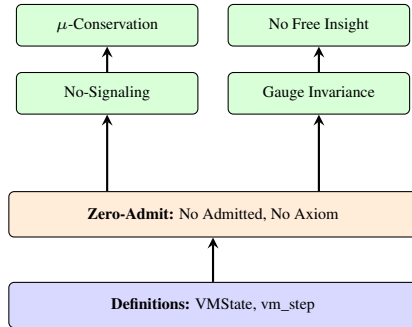 μ-Conservation
No Free Insight
No-Signaling
Gauge Invariance
Zero-Admit: No Admitted, No Axiom
Definitions: VMState, vm_step